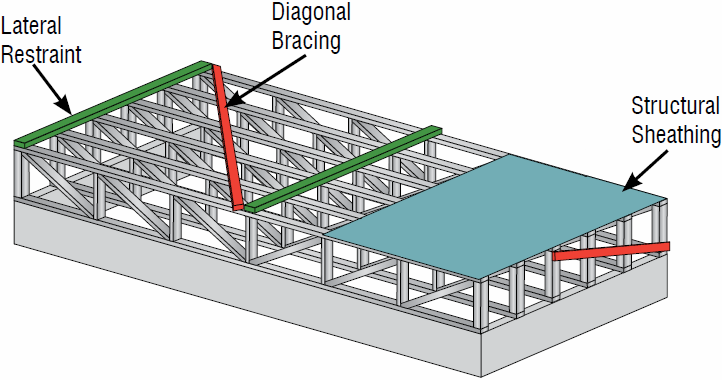 Lateral
Restraint
Diagonal
Bracing
Structural
Sheathing